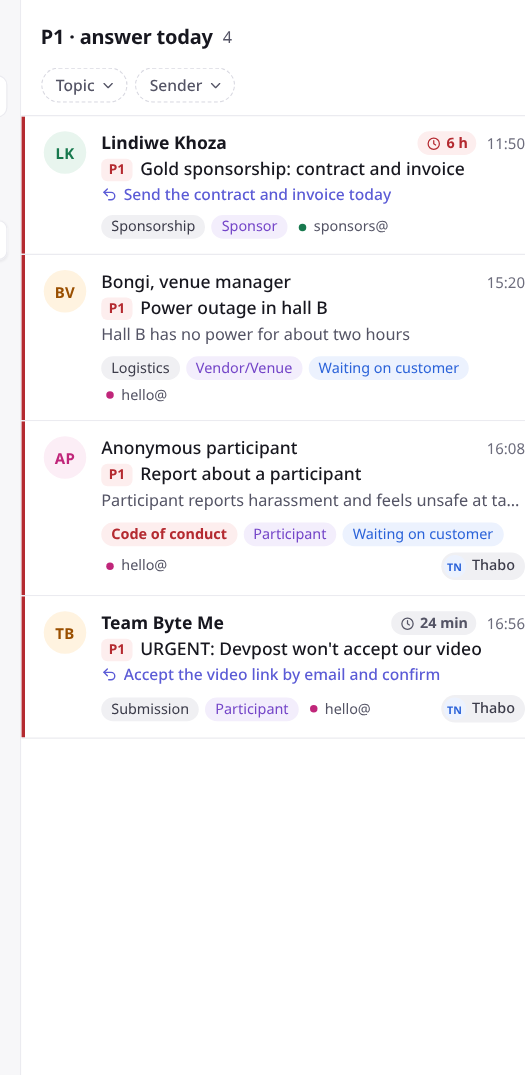 P1 · answer today 4
Topic Sender
LK Lindiwe Khoza 6 h 11:50
P1 Gold sponsorship: contract and invoice
Send the contract and invoice today
Sponsorship Sponsor sponsors@
BV Bongi, venue manager 15:20
P1 Power outage in hall B
Hall B has no power for about two hours
Logistics Vendor/Venue Waiting on customer
hello@
AP Anonymous participant 16:08
P1 Report about a participant
Participant reports harassment and feels unsafe at ta...
Code of conduct Participant Waiting on customer
hello@ TN Thabo
TB Team Byte Me 24 min 16:56
P1 URGENT: Devpost won't accept our video
Accept the video link by email and confirm
Submission Participant hello@ TN Thabo